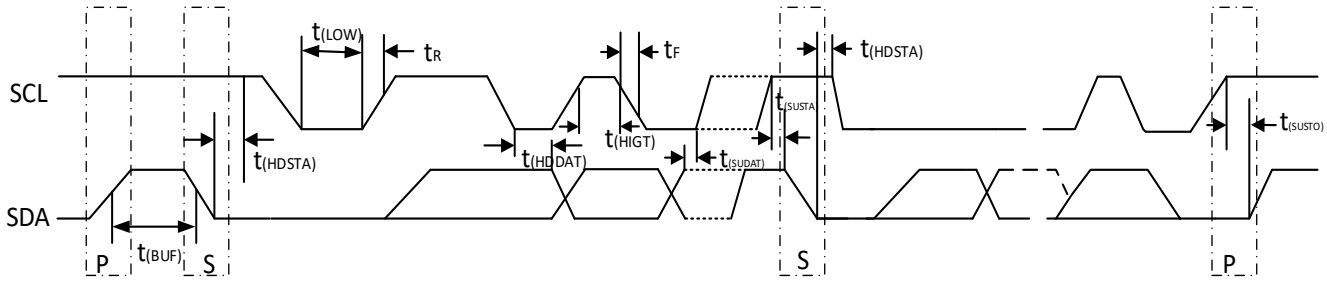 t(LOW)
tR
tF
t(HDSTA)
SCL
t(SUSTA
t(SUSTO)
t(HDSTA)
t(HDDAT)
t(HIGT)
t(SUDAT)
SDA
t(BUF)
P
S
S
P